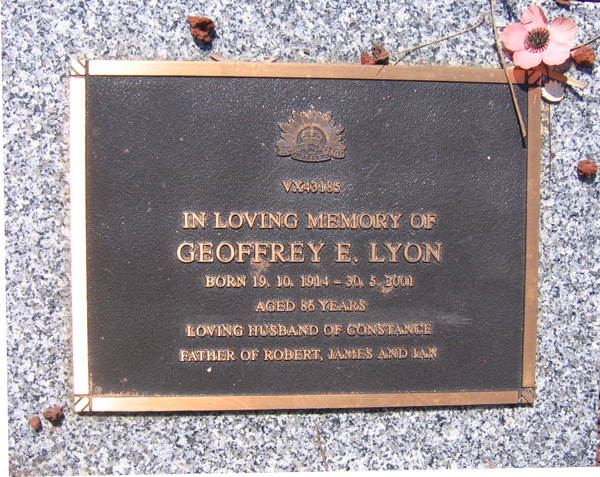 VX43185
IN LOVING MEMORY OF
GEOFFREY E. LYON
BORN 19. 10. 1914 – 30. 5. 2001
AGED 86 YEARS
LOVING HUSBAND OF CONSTANCE
FATHER OF ROBERT, JAMES AND IAN